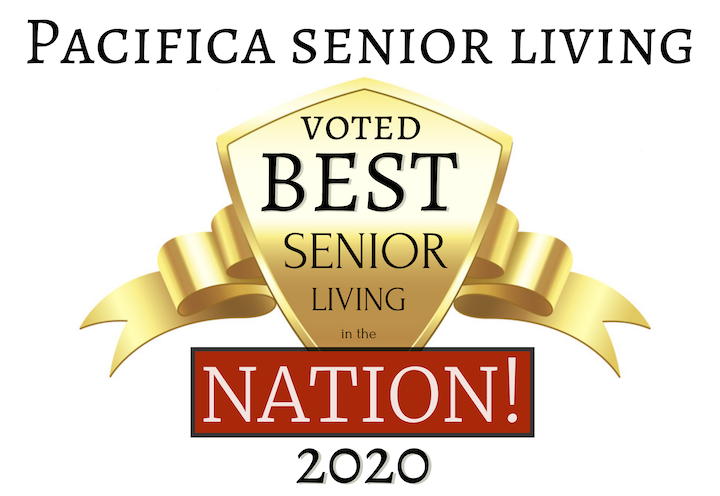 Pacifica senior living
VOTED
BEST
SENIOR
LIVING
in the
NATION!
2020